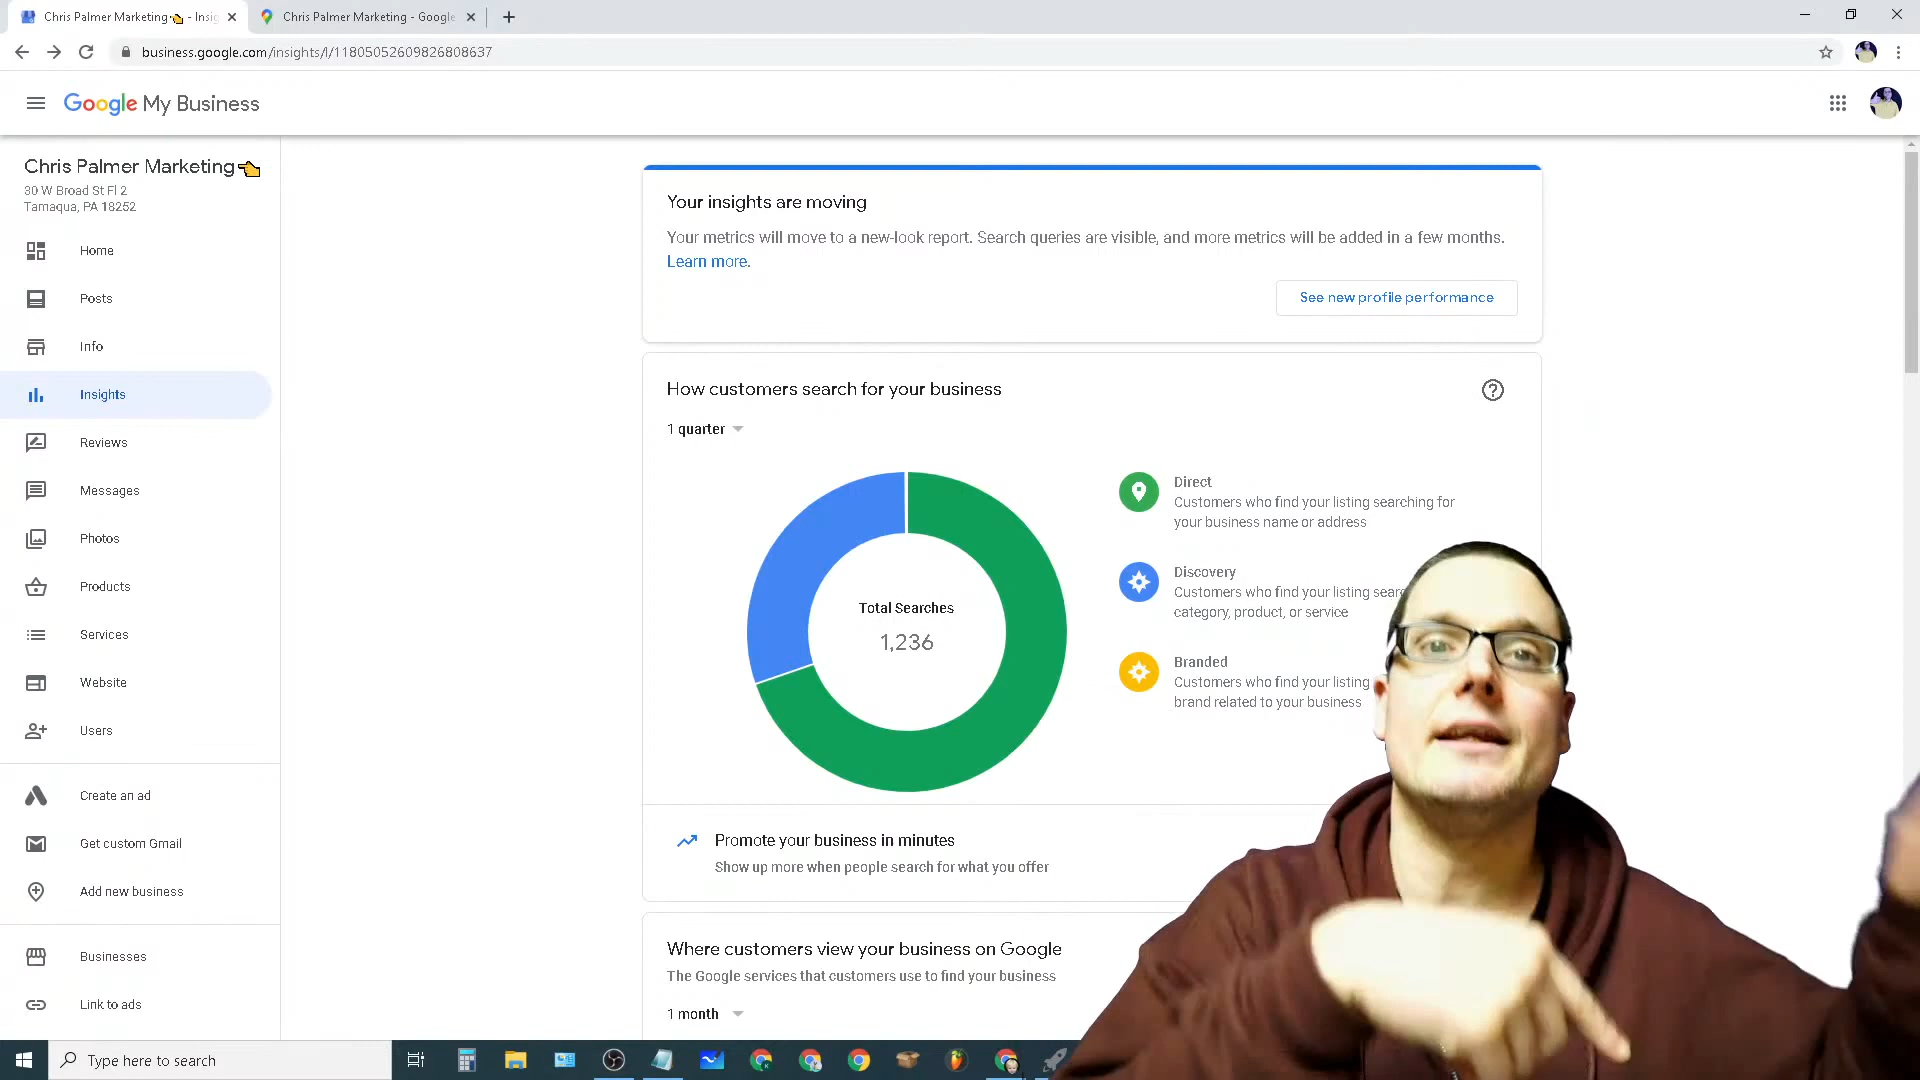 Chris Palmer Marketing👈 - Insig
Chris Palmer Marketing - Google
business.google.com/insights/l/11805052609826808637
Google My Business
Chris Palmer Marketing👈
30 W Broad St Fl 2
Tamaqua, PA 18252
Home
Posts
Info
Insights
Reviews
Messages
Photos
Products
Services
Website
Users
Create an ad
Get custom Gmail
Add new business
Businesses
Link to ads
Your insights are moving
Your metrics will move to a new-look report. Search queries are visible, and more metrics will be added in a few months.
Learn more.
See new profile performance
How customers search for your business
1 quarter
Total Searches
1,236
Direct
Customers who find your listing searching for
your business name or address
Discovery
Customers who find your listing sear
category, product, or service
Branded
Customers who find your listing
brand related to your business
Promote your business in minutes
Show up more when people search for what you offer
Where customers view your business on Google
The Google services that customers use to find your business
1 month
Type here to search